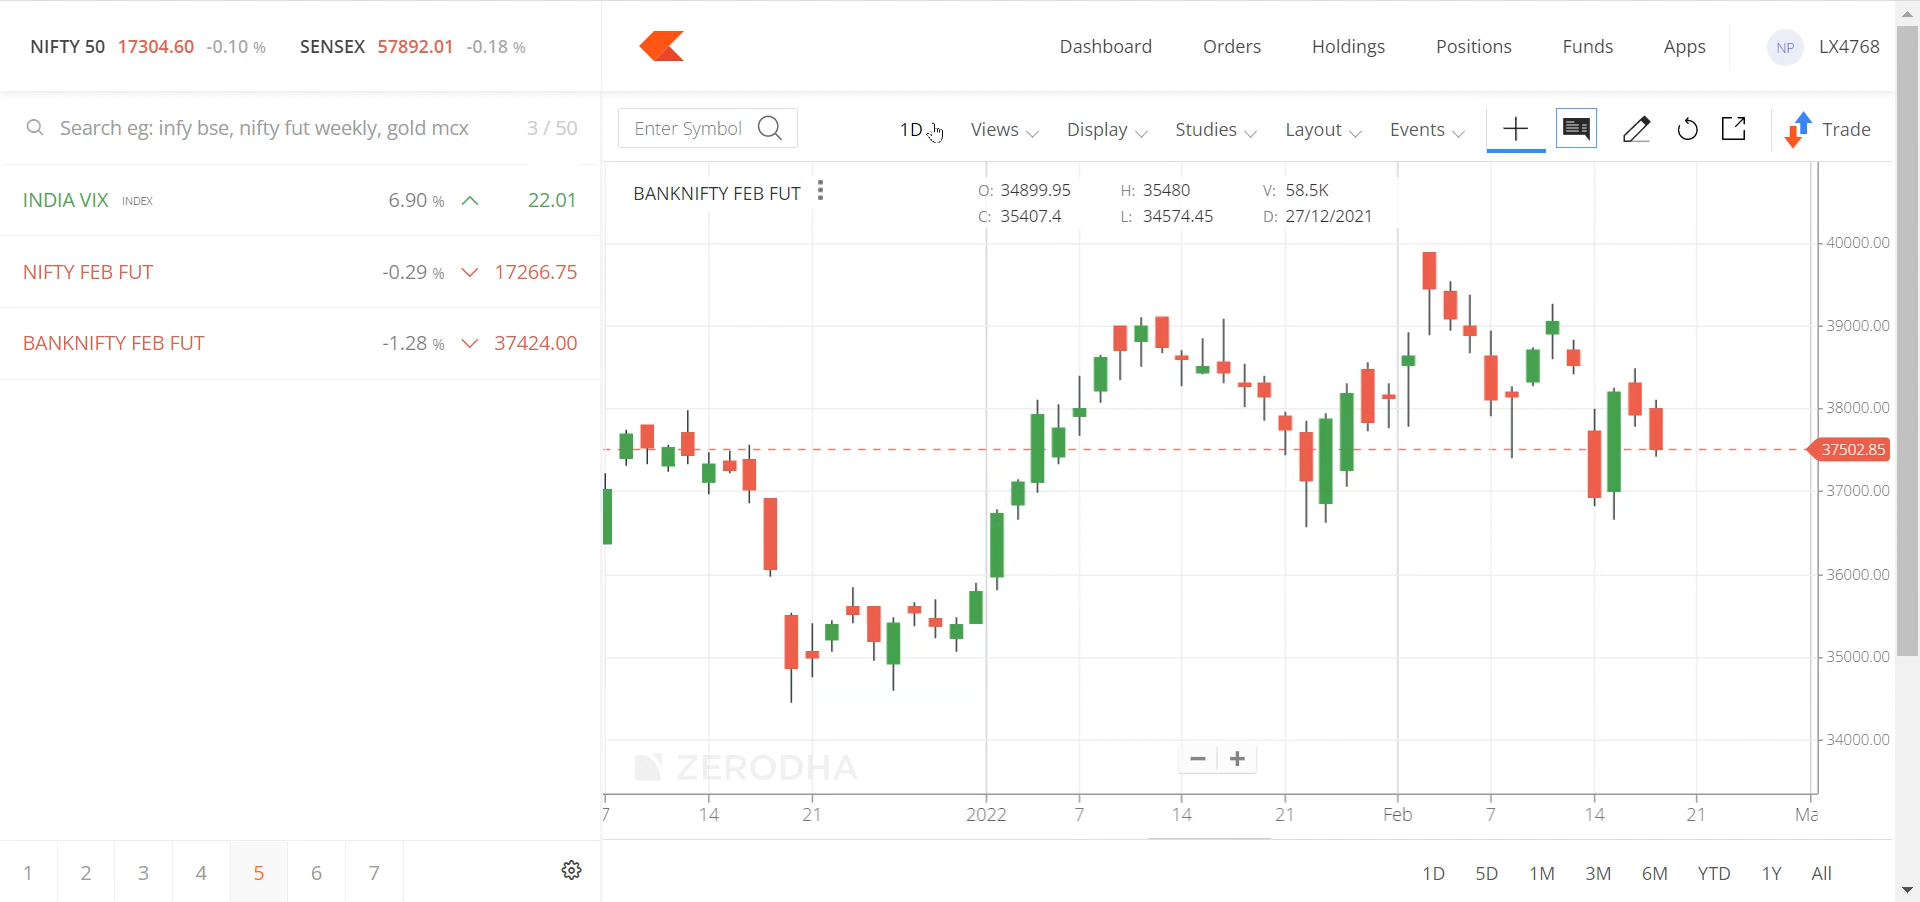 NIFTY 50 17304.60 -0.10 % SENSEX 57892.01 -0.18 %
Dashboard Orders Holdings Positions Funds Apps NP LX4768
Search eg: infy bse, nifty fut weekly, gold mcx 3 / 50
Enter Symbol 1D Views Display Studies Layout Events Trade
INDIA VIX INDEX 6.90 % 22.01
NIFTY FEB FUT -0.29 % 17266.75
BANKNIFTY FEB FUT -1.28 % 37424.00
BANKNIFTY FEB FUT
O: 34899.95 H: 35480 V: 58.5K
C: 35407.4 L: 34574.45 D: 27/12/2021
40000.00
39000.00
38000.00
37502.85
37000.00
36000.00
35000.00
34000.00
ZERODHA
7 14 21 2022 7 14 21 Feb 7 14 21 Ma
1 2 3 4 5 6 7
1D 5D 1M 3M 6M YTD 1Y All